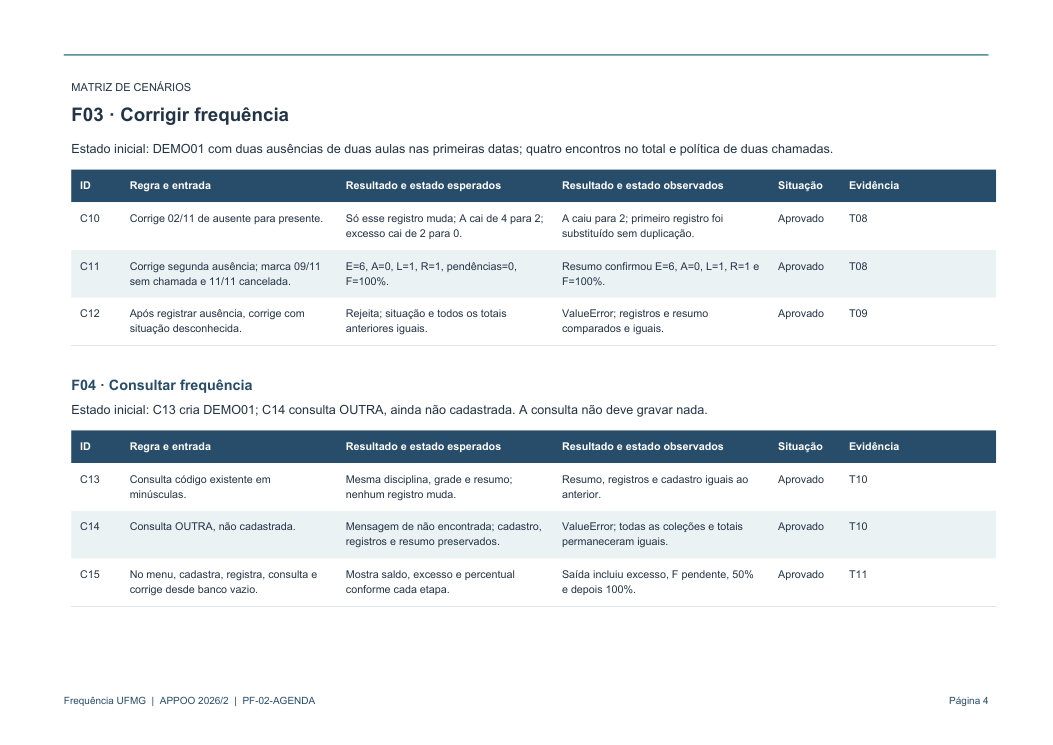 MATRIZ DE CENÁRIOS
F03 · Corrigir frequência
Estado inicial: DEMO01 com duas ausências de duas aulas nas primeiras datas; quatro encontros no total e política de duas chamadas.
ID Regra e entrada Resultado e estado esperados Resultado e estado observados Situação Evidência
C10 Corrige 02/11 de ausente para presente. Só esse registro muda; A cai de 4 para 2; A caiu para 2; primeiro registro foi Aprovado T08
excesso cai de 2 para 0. substituído sem duplicação.
C11 Corrige segunda ausência; marca 09/11 E=6, A=0, L=1, R=1, pendências=0, Resumo confirmou E=6, A=0, L=1, R=1 e Aprovado T08
sem chamada e 11/11 cancelada. F=100%. F=100%.
C12 Após registrar ausência, corrige com Rejeita; situação e todos os totais ValueError; registros e resumo Aprovado T09
situação desconhecida. anteriores iguais. comparados e iguais.
F04 · Consultar frequência
Estado inicial: C13 cria DEMO01; C14 consulta OUTRA, ainda não cadastrada. A consulta não deve gravar nada.
ID Regra e entrada Resultado e estado esperados Resultado e estado observados Situação Evidência
C13 Consulta código existente em Mesma disciplina, grade e resumo; Resumo, registros e cadastro iguais ao Aprovado T10
minúsculas. nenhum registro muda. anterior.
C14 Consulta OUTRA, não cadastrada. Mensagem de não encontrada; cadastro, ValueError; todas as coleções e totais Aprovado T10
registros e resumo preservados. permaneceram iguais.
C15 No menu, cadastra, registra, consulta e Mostra saldo, excesso e percentual Saída incluiu excesso, F pendente, 50% Aprovado T11
corrige desde banco vazio. conforme cada etapa. e depois 100%.
Frequência UFMG | APPOO 2026/2 | PF-02-AGENDA Página 4